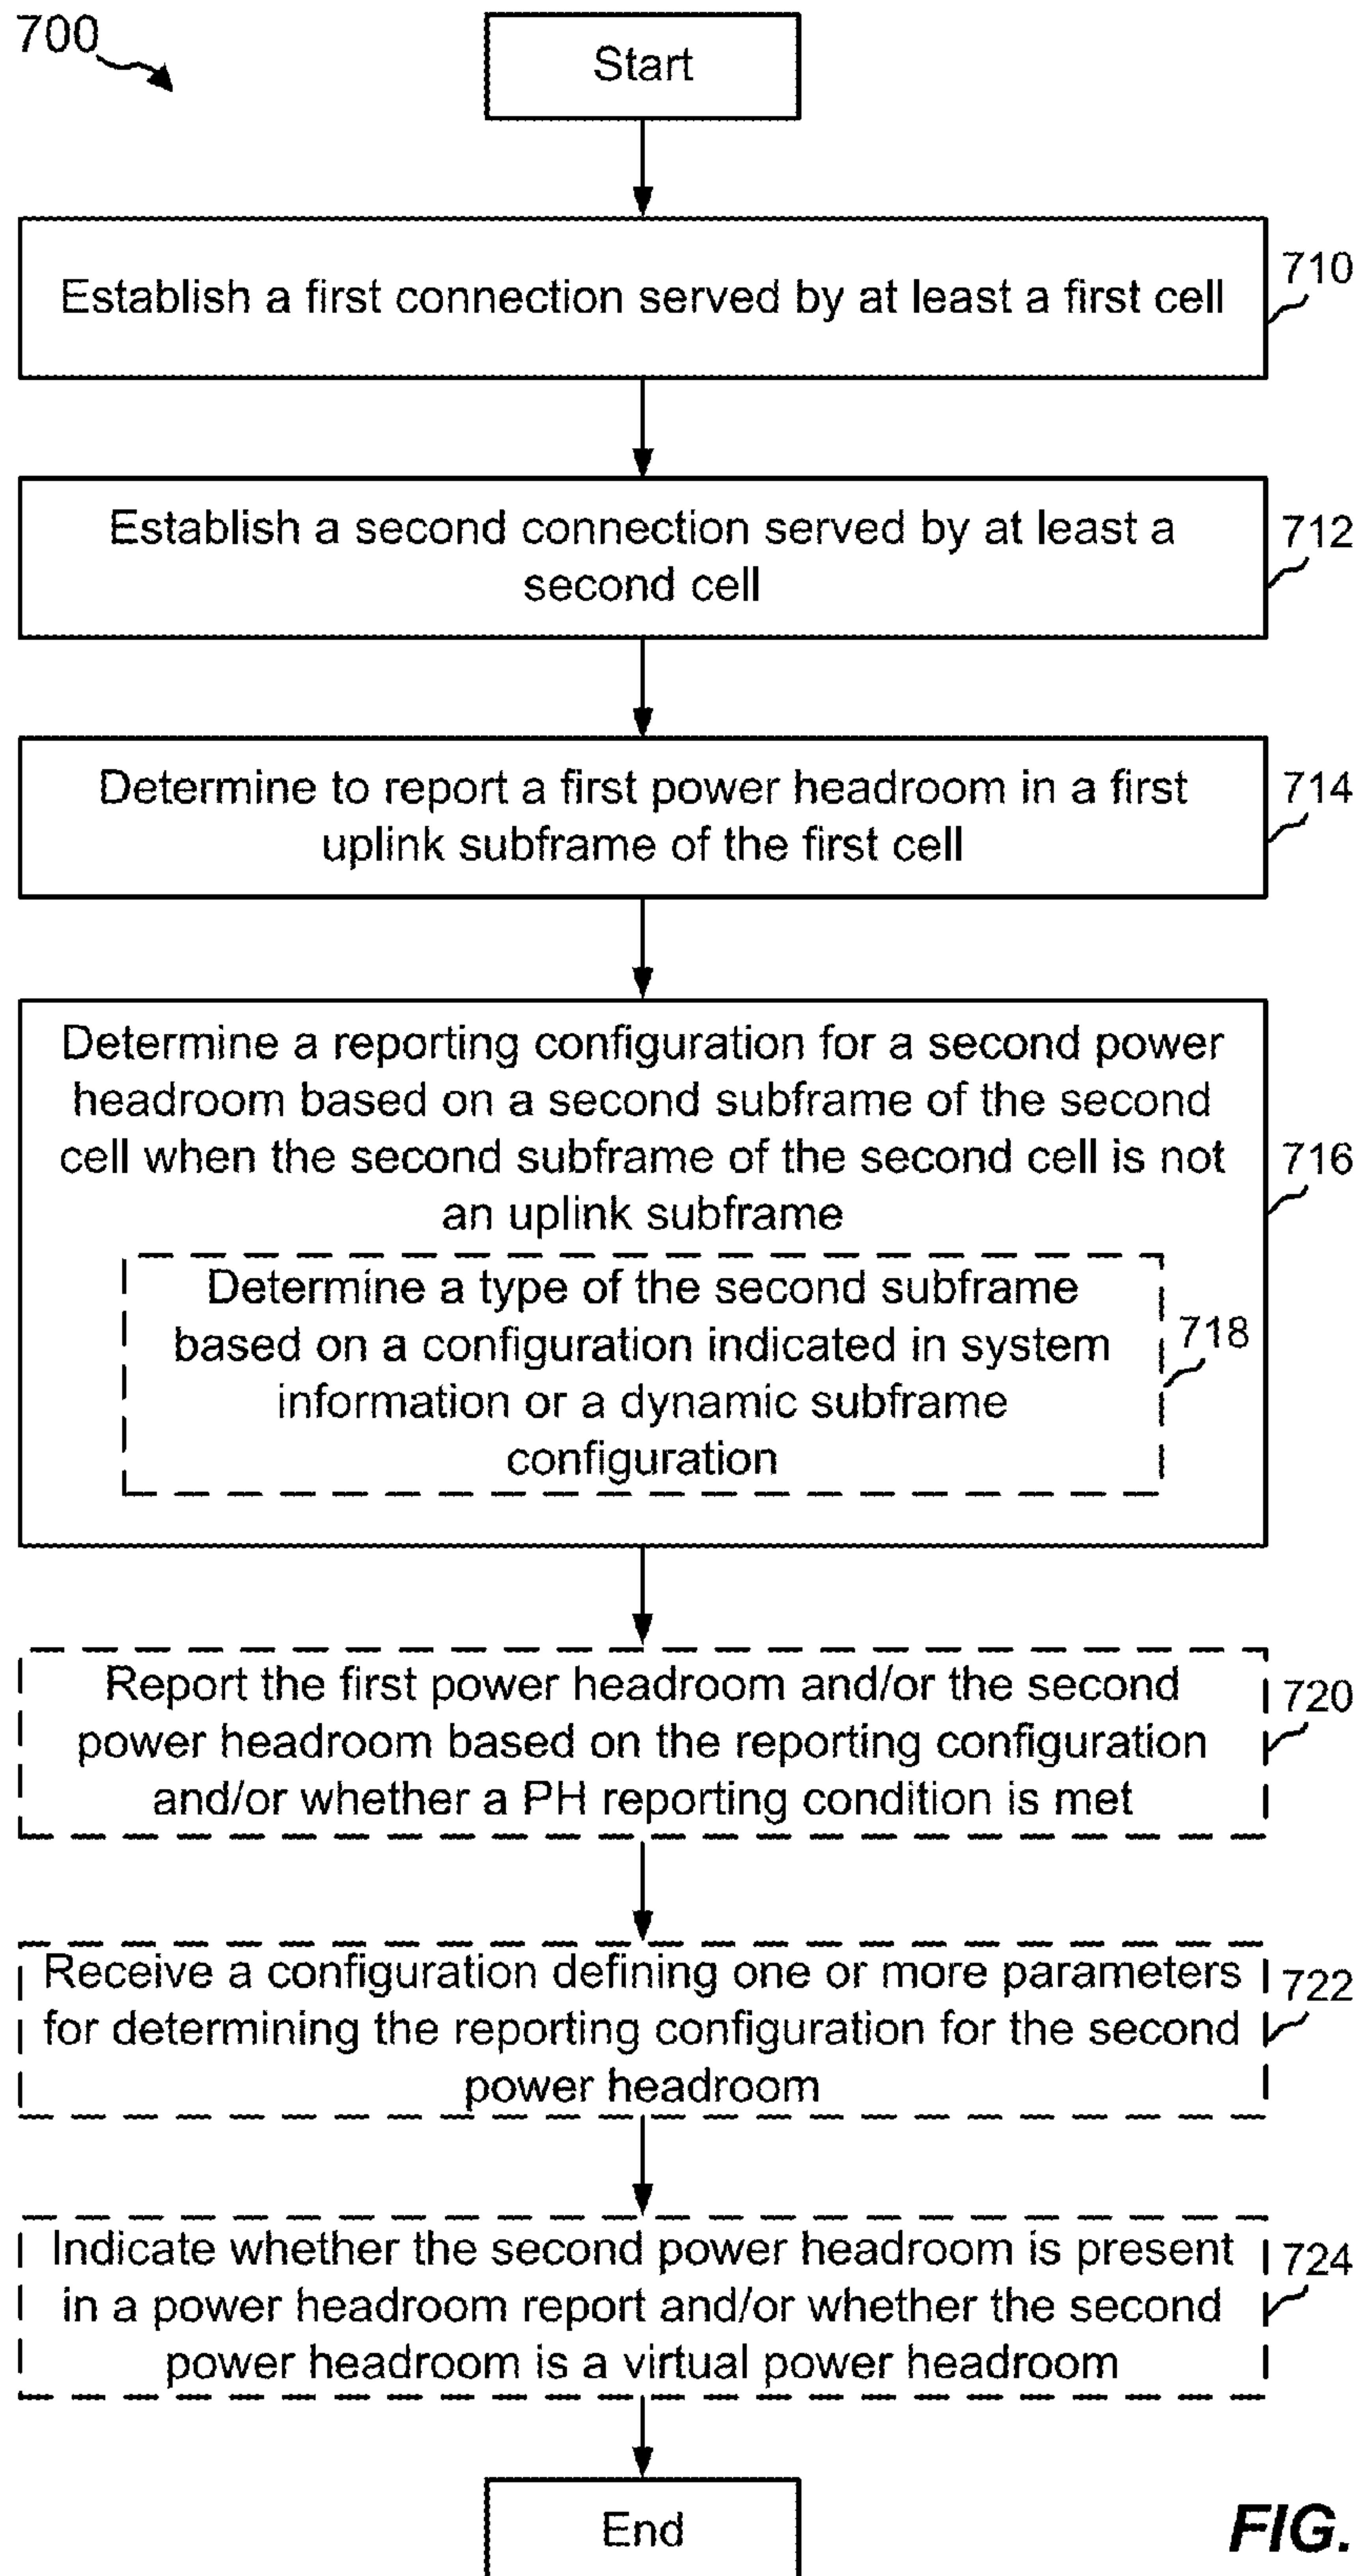 700
Start
Establish a first connection served by at least a first cell
710
Establish a second connection served by at least a
second cell
712
Determine to report a first power headroom in a first
uplink subframe of the first cell
714
Determine a reporting configuration for a second power
headroom based on a second subframe of the second
cell when the second subframe of the second cell is not
an uplink subframe
716
Determine a type of the second subframe
based on a configuration indicated in system
information or a dynamic subframe
configuration
718
Report the first power headroom and/or the second
power headroom based on the reporting configuration
and/or whether a PH reporting condition is met
720
Receive a configuration defining one or more parameters
for determining the reporting configuration for the second
power headroom
722
Indicate whether the second power headroom is present
in a power headroom report and/or whether the second
power headroom is a virtual power headroom
724
End
FIG.